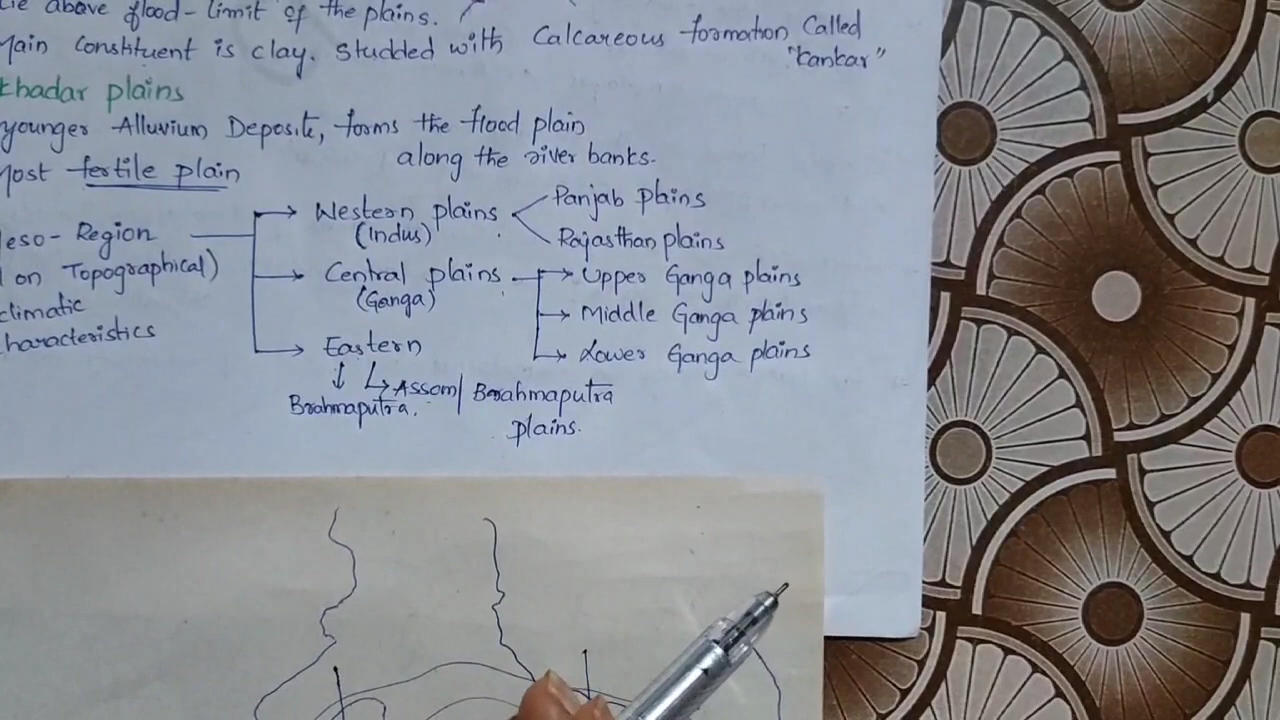 lie above flood-limit of the plains.
Main Constituent is clay. Studded with Calcareous formation Called
"kankar"
khadar plains
younger Alluvium Deposite, forms the flood plain
along the river banks.
Most fertile plain
eso-Region
on Topographical)
climatic
characteristics
Western plains
(Indus)
Panjab plains
Rajasthan plains
Central plains
(Ganga)
Upper Ganga plains
Middle Ganga plains
Lower Ganga plains
Eastern
Brahmaputra.
Assam/Brahmaputra
plains.